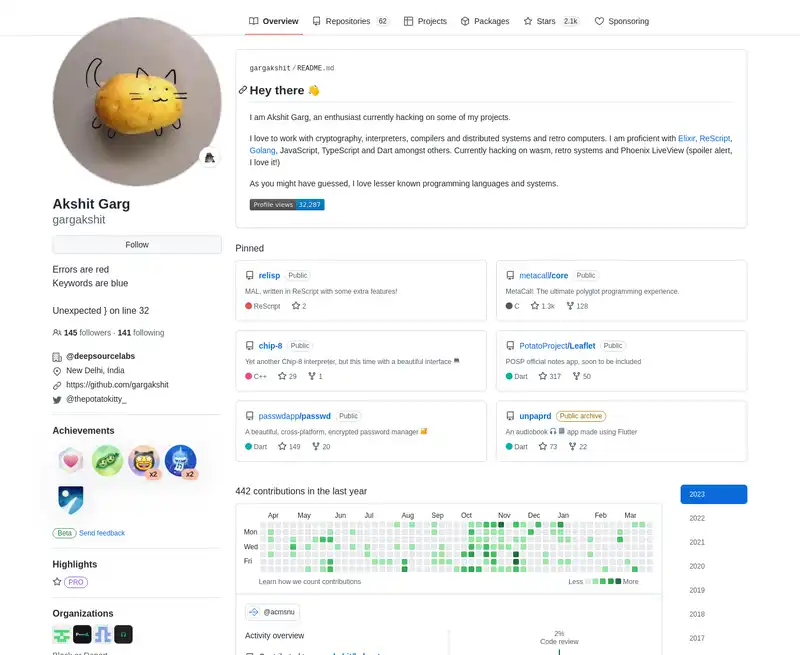 Overview
Repositories 62
Projects
Packages
Stars 2.1k
Sponsoring
gargakshit/README.md
Hey there 👋
I am Akshit Garg, an enthusiast currently hacking on some of my projects.
I love to work with cryptography, interpreters, compilers and distributed systems and retro computers. I am proficient with Elixir, ReScript,
Golang, JavaScript, TypeScript and Dart amongst others. Currently hacking on wasm, retro systems and Phoenix LiveView (spoiler alert,
I love it!)
As you might have guessed, I love lesser known programming languages and systems.
Profile views 32,287
Akshit Garg
gargakshit
Follow
Errors are red
Keywords are blue
Unexpected } on line 32
145 followers · 141 following
@deepsourcelabs
New Delhi, India
https://github.com/gargakshit
@thepotatokitty_
Achievements
x2
x2
Beta Send feedback
Highlights
PRO
Organizations
Pinned
relisp Public
MAL, written in ReScript with some extra features!
ReScript 2
metacall/core Public
MetaCall: The ultimate polyglot programming experience.
C 1.3k 128
chip-8 Public
Yet another Chip-8 interpreter, but this time with a beautiful interface
C++ 29 1
PotatoProject/Leaflet Public
POSP official notes app, soon to be included
Dart 317 50
passwdapp/passwd Public
A beautiful, cross-platform, encrypted password manager 🔐
Dart 149 20
unpaprd Public archive
An audiobook 🎧 📱 app made using Flutter
Dart 73 22
442 contributions in the last year
Apr May Jun Jul Aug Sep Oct Nov Dec Jan Feb Mar
Mon
Wed
Fri
Learn how we count contributions
Less More
2023
2022
2021
2020
2019
2018
2017
@acmsnu
Activity overview
2%
Code review